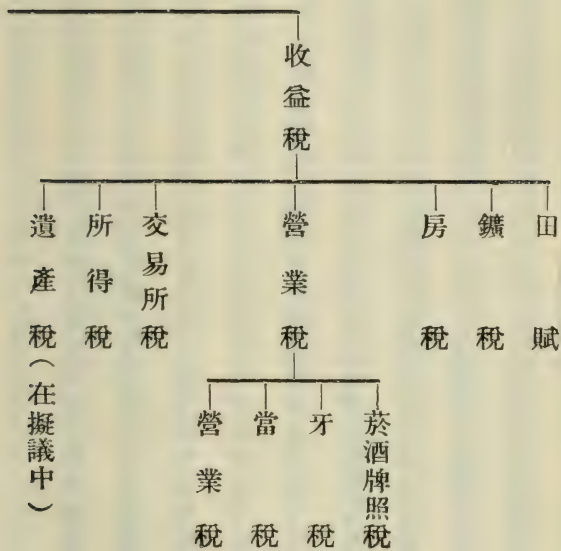 收益稅
田賦
鑛稅
房稅
營業稅
交易所稅
所得稅
遺產稅(在擬議中)
菸酒牌照稅
牙稅
當稅
營業稅